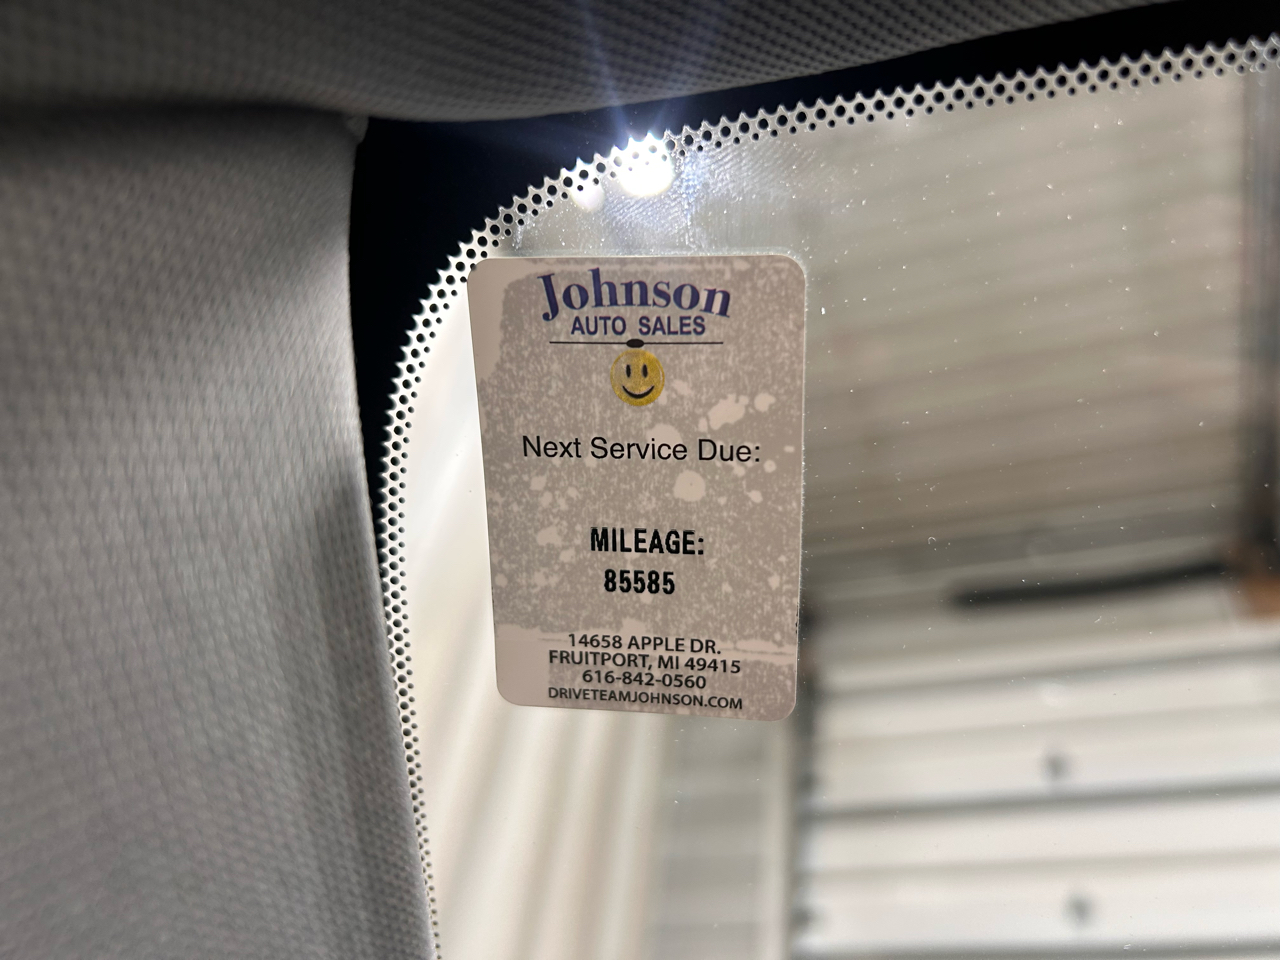 Johnson
AUTO SALES
Next Service Due:
MILEAGE:
85585
14658 APPLE DR.
FRUITPORT, MI 49415
616-842-0560
DRIVETEAMJOHNSON.COM